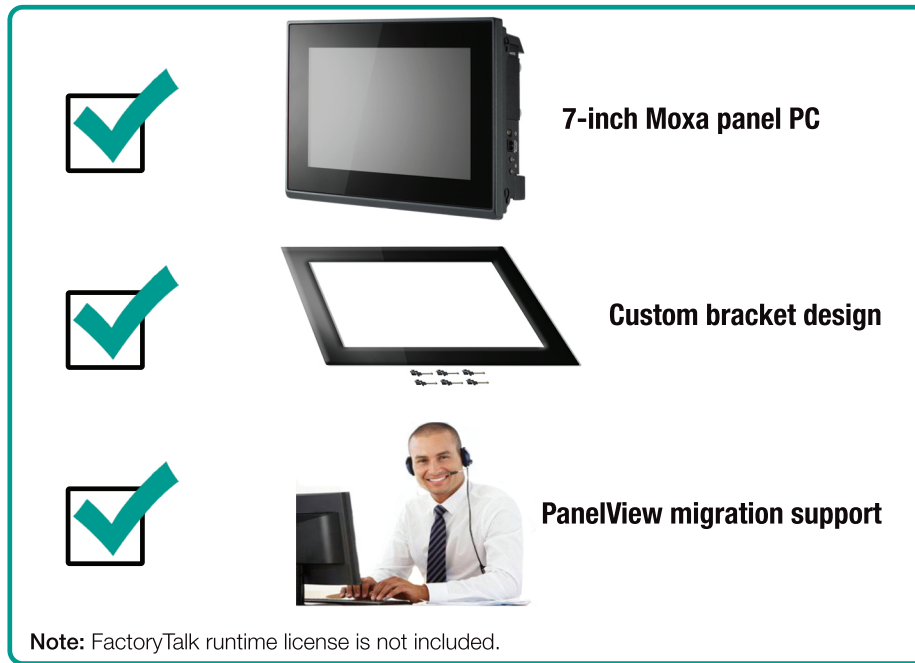 7-inch Moxa panel PC
Custom bracket design
PanelView migration support
Note: FactoryTalk runtime license is not included.